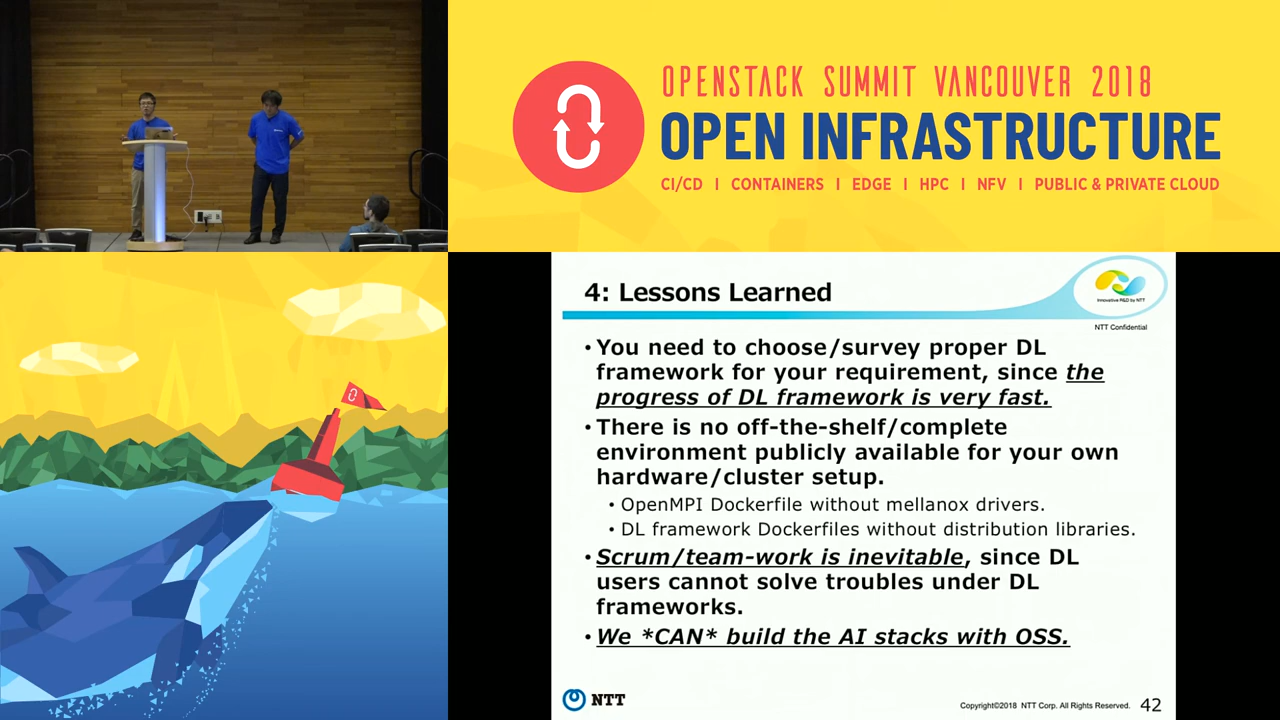 OPENSTACK SUMMIT VANCOUVER 2018
OPEN INFRASTRUCTURE
CI/CD | CONTAINERS | EDGE | HPC | NFV | PUBLIC & PRIVATE CLOUD
4: Lessons Learned
Innovative R&D by NTT
NTT Confidential
• You need to choose/survey proper DL
framework for your requirement, since the
progress of DL framework is very fast.
• There is no off-the-shelf/complete
environment publicly available for your own
hardware/cluster setup.
• OpenMPI Dockerfile without mellanox drivers.
• DL framework Dockerfiles without distribution libraries.
• Scrum/team-work is inevitable, since DL
users cannot solve troubles under DL
frameworks.
• We *CAN* build the AI stacks with OSS.
NTT
Copyright©2018 NTT Corp. All Rights Reserved. 42